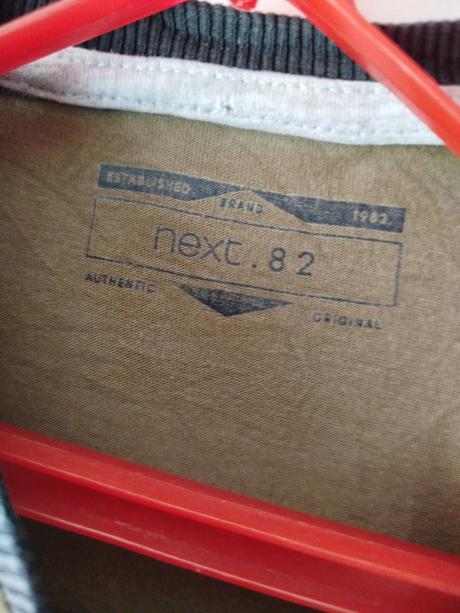 ESTABLISHED 1982
BRAND
next.82
AUTHENTIC ORIGINAL